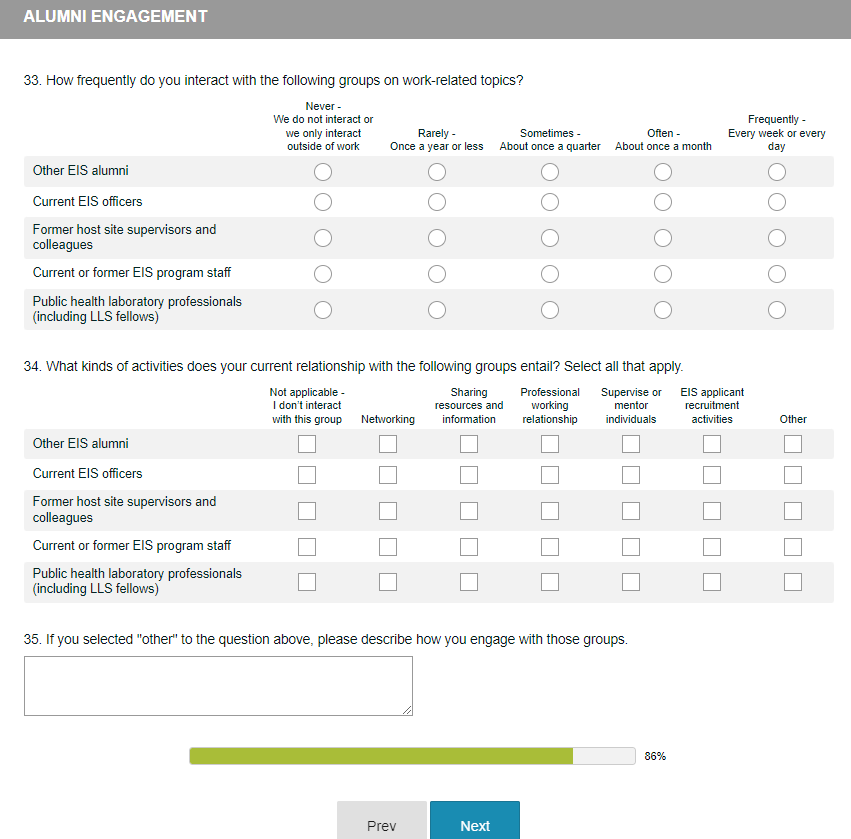 ALUMNI ENGAGEMENT
33. How frequently do you interact with the following groups on work-related topics?
Never -
We do not interact or
we only interact
outside of work
Rarely -
Once a year or less
Sometimes -
About once a quarter
Often -
About once a month
Frequently -
Every week or every
day
Other EIS alumni
Current EIS officers
Former host site supervisors and
colleagues
Current or former EIS program staff
Public health laboratory professionals
(including LLS fellows)
34. What kinds of activities does your current relationship with the following groups entail? Select all that apply.
Not applicable -
I don't interact
with this group
Networking
Sharing
resources and
information
Professional
working
relationship
Supervise or
mentor
individuals
EIS applicant
recruitment
activities
Other
Other EIS alumni
Current EIS officers
Former host site supervisors and
colleagues
Current or former EIS program staff
Public health laboratory professionals
(including LLS fellows)
35. If you selected "other" to the question above, please describe how you engage with those groups.
86%
Prev
Next